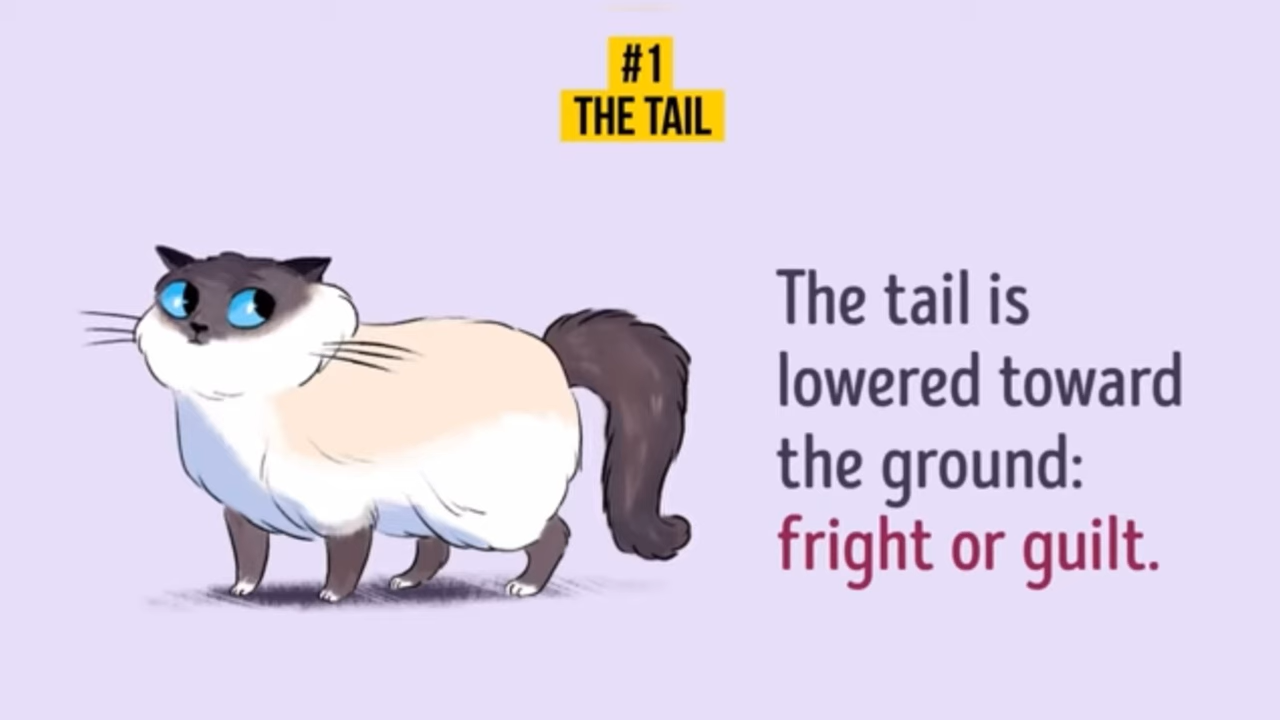 #1
THE TAIL
The tail is
lowered toward
the ground:
fright or guilt.